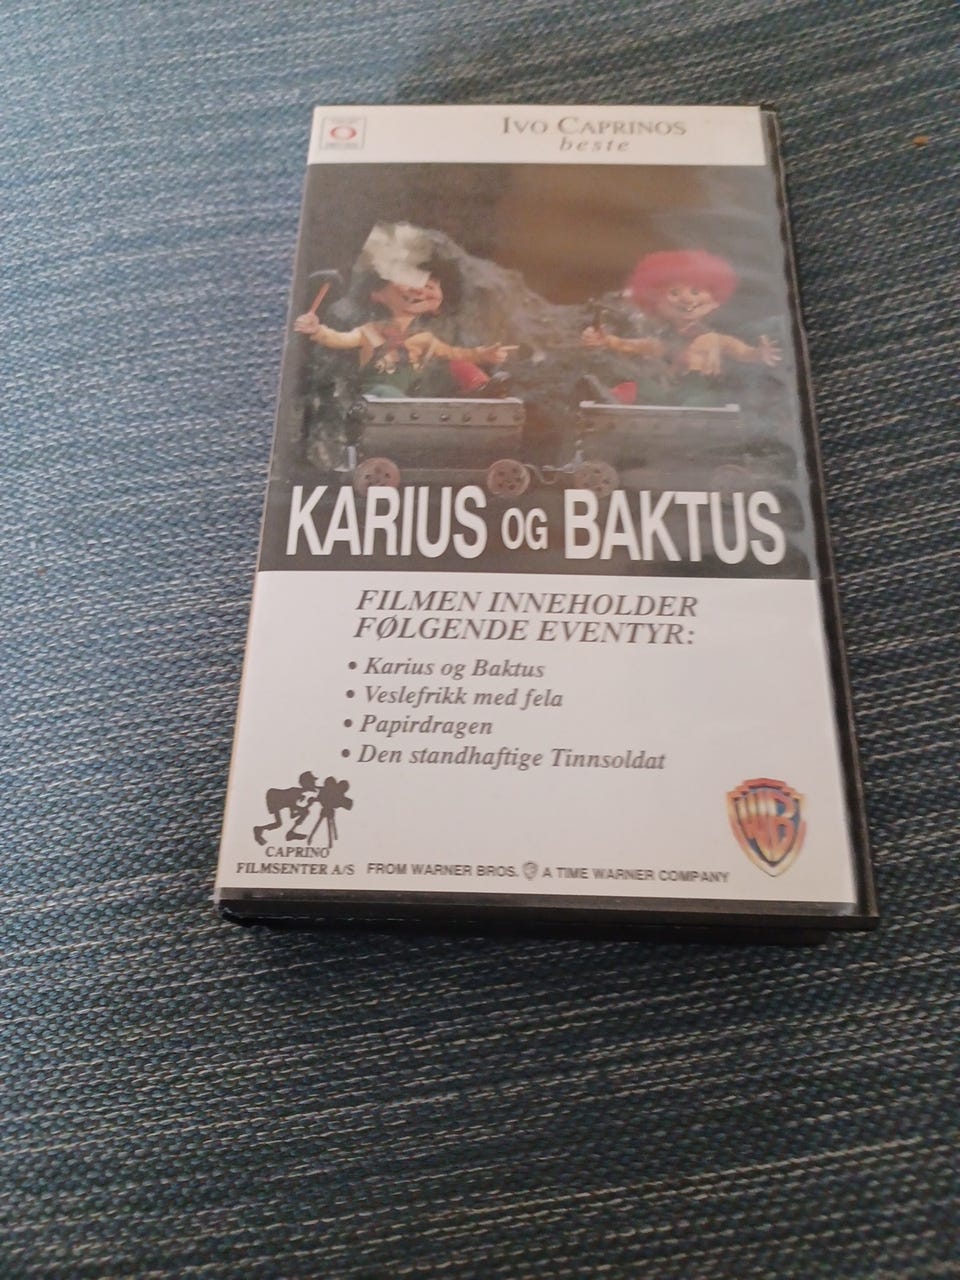 IVO CAPRINOS
beste
KARIUS OG BAKTUS
FILMEN INNEHOLDER
FØLGENDE EVENTYR:
• Karius og Baktus
• Veslefrikk med fela
• Papirdragen
• Den standhaftige Tinnsoldat
WB
CAPRINO
FILMSENTER A/S
FROM WARNER BROS. A TIME WARNER COMPANY